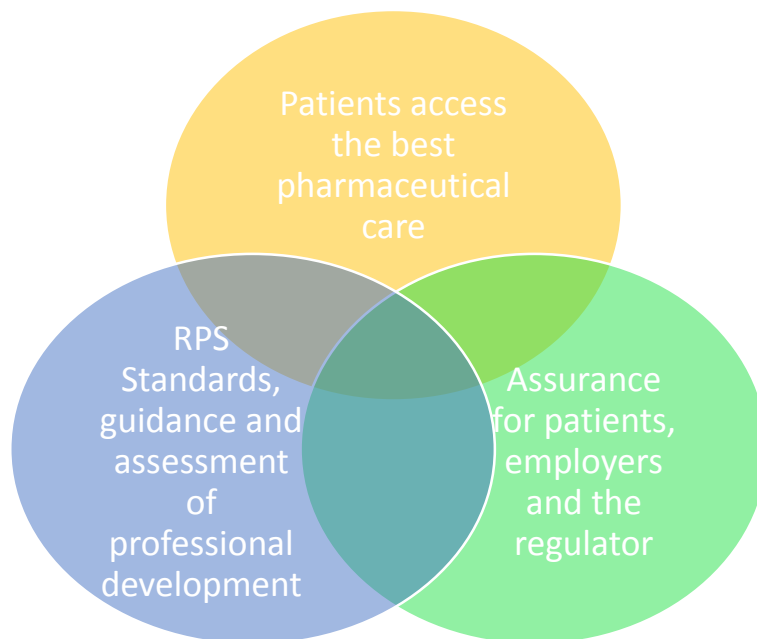 Patients access
the best
pharmaceutical
care
RPS
Standards,
guidance and
assessment
of
professional
development
Assurance
for patients,
employers
and the
regulator